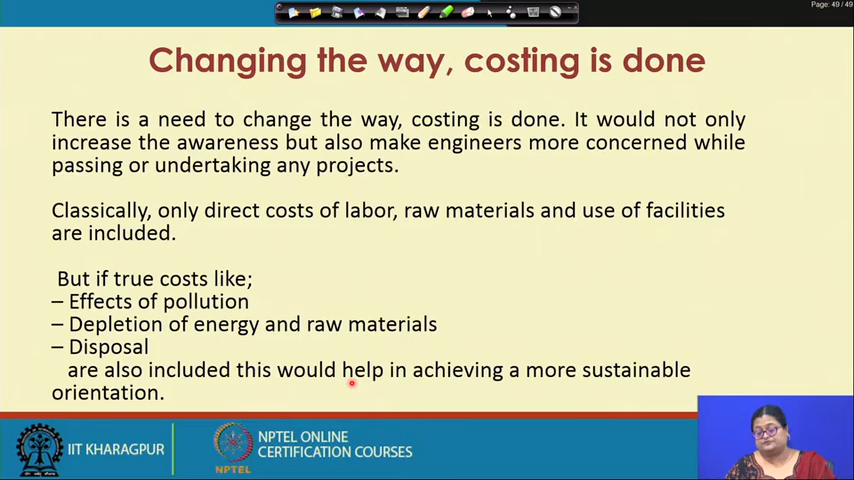 Page: 49 / 49
Changing the way, costing is done
There is a need to change the way, costing is done. It would not only
increase the awareness but also make engineers more concerned while
passing or undertaking any projects.
Classically, only direct costs of labor, raw materials and use of facilities
are included.
But if true costs like;
– Effects of pollution
– Depletion of energy and raw materials
– Disposal
are also included this would help in achieving a more sustainable
orientation.
IIT KHARAGPUR
NPTEL
NPTEL ONLINE
CERTIFICATION COURSES